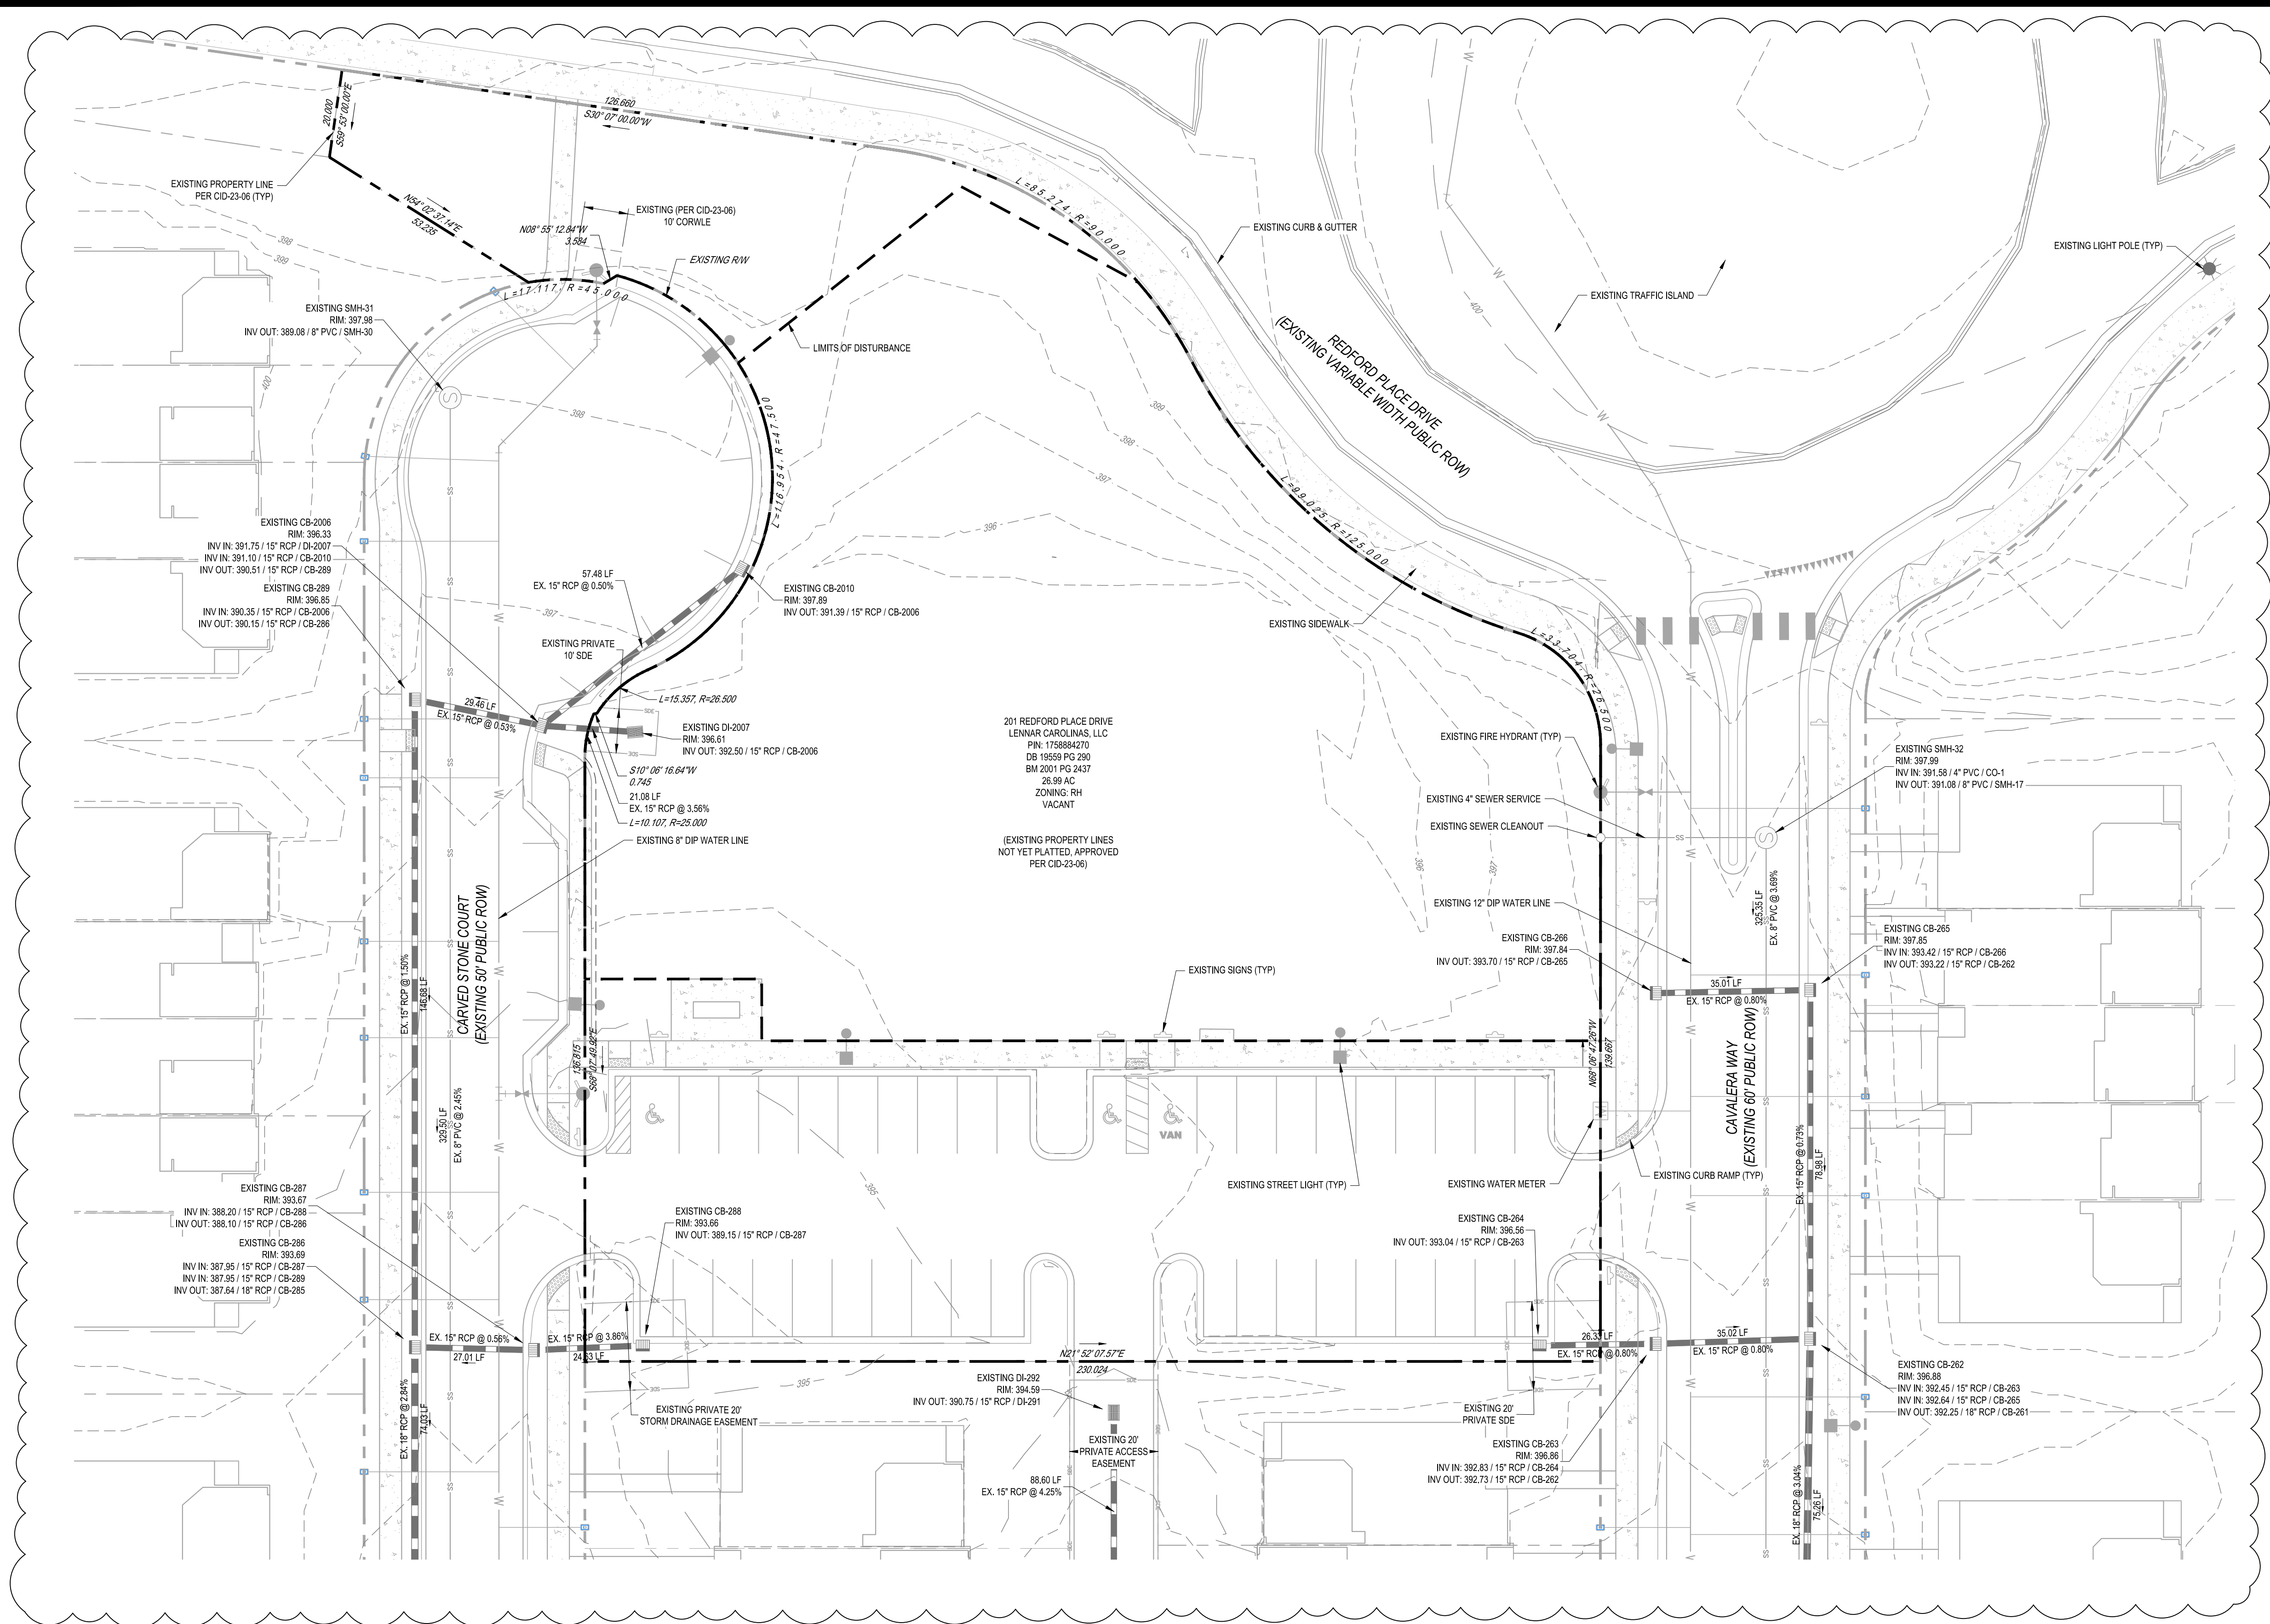 126.660
S30° 07' 00.00"W
20.000
S59° 53' 00.00"E
EXISTING PROPERTY LINE
PER CID-23-06 (TYP)
N54° 02' 37.14"E
53.235
EXISTING (PER CID-23-06)
10' CORWLE
N08° 55' 12.84"W
3.584
EXISTING R/W
L=17.117, R=45.000
L=85.274, R=90.000
EXISTING CURB & GUTTER
EXISTING LIGHT POLE (TYP)
EXISTING TRAFFIC ISLAND
398
399
400
400
EXISTING SMH-31
RIM: 397.98
INV OUT: 389.08 / 8" PVC / SMH-30
LIMITS OF DISTURBANCE
REDFORD PLACE DRIVE
(EXISTING VARIABLE WIDTH PUBLIC ROW)
398
399
398
397
396
L=116.954, R=47.500
L=99.025, R=125.000
EXISTING CB-2006
RIM: 396.33
INV IN: 391.75 / 15" RCP / DI-2007
INV IN: 391.10 / 15" RCP / CB-2010
INV OUT: 390.51 / 15" RCP / CB-289
EXISTING CB-289
RIM: 396.85
INV IN: 390.35 / 15" RCP / CB-2006
INV OUT: 390.15 / 15" RCP / CB-286
57.48 LF
EX. 15" RCP @ 0.50%
EXISTING CB-2010
RIM: 397.89
INV OUT: 391.39 / 15" RCP / CB-2006
397
EXISTING PRIVATE
10' SDE
EXISTING SIDEWALK
L=33.704, R=26.500
L=15.357, R=26.500
29.46 LF
EX. 15" RCP @ 0.53%
SDE
SDE
EXISTING DI-2007
RIM: 396.61
INV OUT: 392.50 / 15" RCP / CB-2006
S10° 06' 16.64"W
0.745
21.08 LF
EX. 15" RCP @ 3.56%
L=10.107, R=25.000
EXISTING 8" DIP WATER LINE
201 REDFORD PLACE DRIVE
LENNAR CAROLINAS, LLC
PIN: 1758884270
DB 19559 PG 290
BM 2001 PG 2437
26.99 AC
ZONING: RH
VACANT
(EXISTING PROPERTY LINES
NOT YET PLATTED, APPROVED
PER CID-23-06)
EXISTING FIRE HYDRANT (TYP)
EXISTING 4" SEWER SERVICE
EXISTING SEWER CLEANOUT
396
397
EXISTING SMH-32
RIM: 397.99
INV IN: 391.58 / 4" PVC / CO-1
INV OUT: 391.08 / 8" PVC / SMH-17
325.35 LF
EX. 8" PVC @ 3.69%
EXISTING 12" DIP WATER LINE
EXISTING CB-266
RIM: 397.84
INV OUT: 393.70 / 15" RCP / CB-265
EXISTING CB-265
RIM: 397.85
INV IN: 393.42 / 15" RCP / CB-266
INV OUT: 393.22 / 15" RCP / CB-262
35.01 LF
EX. 15" RCP @ 0.80%
EX. 15" RCP @ 1.50%
146.68 LF
CARVED STONE COURT
(EXISTING 50' PUBLIC ROW)
EXISTING SIGNS (TYP)
136.815
S68° 07' 49.92"E
N68° 06' 47.26"W
139.667
CAVALERA WAY
(EXISTING 60' PUBLIC ROW)
329.50 LF
EX. 8" PVC @ 2.45%
VAN
EX. 15" RCP @ 0.73%
78.98 LF
EXISTING CURB RAMP (TYP)
EXISTING STREET LIGHT (TYP)
EXISTING WATER METER
395
EXISTING CB-287
RIM: 393.67
INV IN: 388.20 / 15" RCP / CB-288
INV OUT: 388.10 / 15" RCP / CB-286
EXISTING CB-286
RIM: 393.69
INV IN: 387.95 / 15" RCP / CB-287
INV IN: 387.95 / 15" RCP / CB-289
INV OUT: 387.64 / 18" RCP / CB-285
EXISTING CB-288
RIM: 393.66
INV OUT: 389.15 / 15" RCP / CB-287
EXISTING CB-264
RIM: 396.56
INV OUT: 393.04 / 15" RCP / CB-263
EX. 15" RCP @ 0.56%
27.01 LF
EX. 15" RCP @ 3.86%
24.63 LF
N21° 52' 07.57"E
230.024
395
26.33 LF
EX. 15" RCP @ 0.80%
35.02 LF
EX. 15" RCP @ 0.80%
EXISTING CB-262
RIM: 396.88
INV IN: 392.45 / 15" RCP / CB-263
INV IN: 392.64 / 15" RCP / CB-265
INV OUT: 392.25 / 18" RCP / CB-261
EX. 18" RCP @ 2.84%
74.03 LF
EXISTING PRIVATE 20'
STORM DRAINAGE EASEMENT
EXISTING DI-292
RIM: 394.59
INV OUT: 390.75 / 15" RCP / DI-291
EXISTING 20'
PRIVATE SDE
EXISTING 20'
PRIVATE ACCESS
EASEMENT
EXISTING CB-263
RIM: 396.86
INV IN: 392.83 / 15" RCP / CB-264
INV OUT: 392.73 / 15" RCP / CB-262
88.60 LF
EX. 15" RCP @ 4.25%
EX. 18" RCP @ 3.04%
75.26 LF